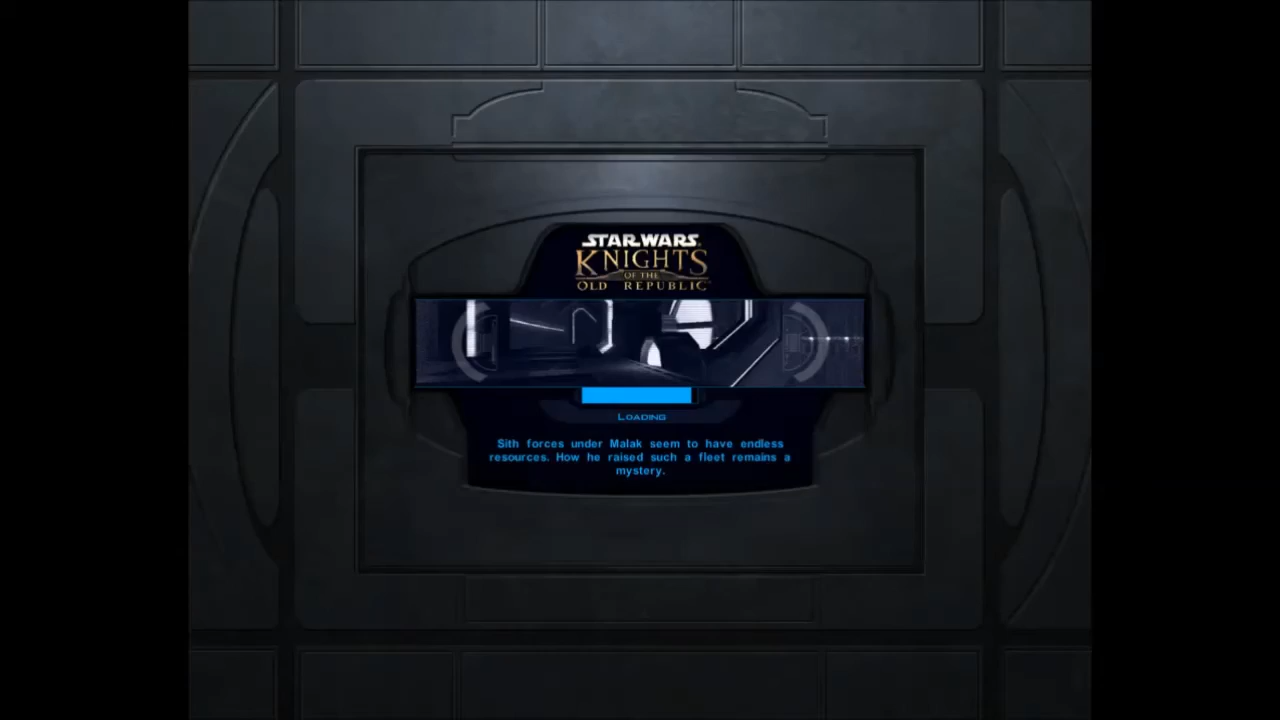 STAR WARS
KNIGHTS
OF THE
OLD REPUBLIC
LOADING
Sith forces under Malak seem to have endless
resources. How he raised such a fleet remains a
mystery.